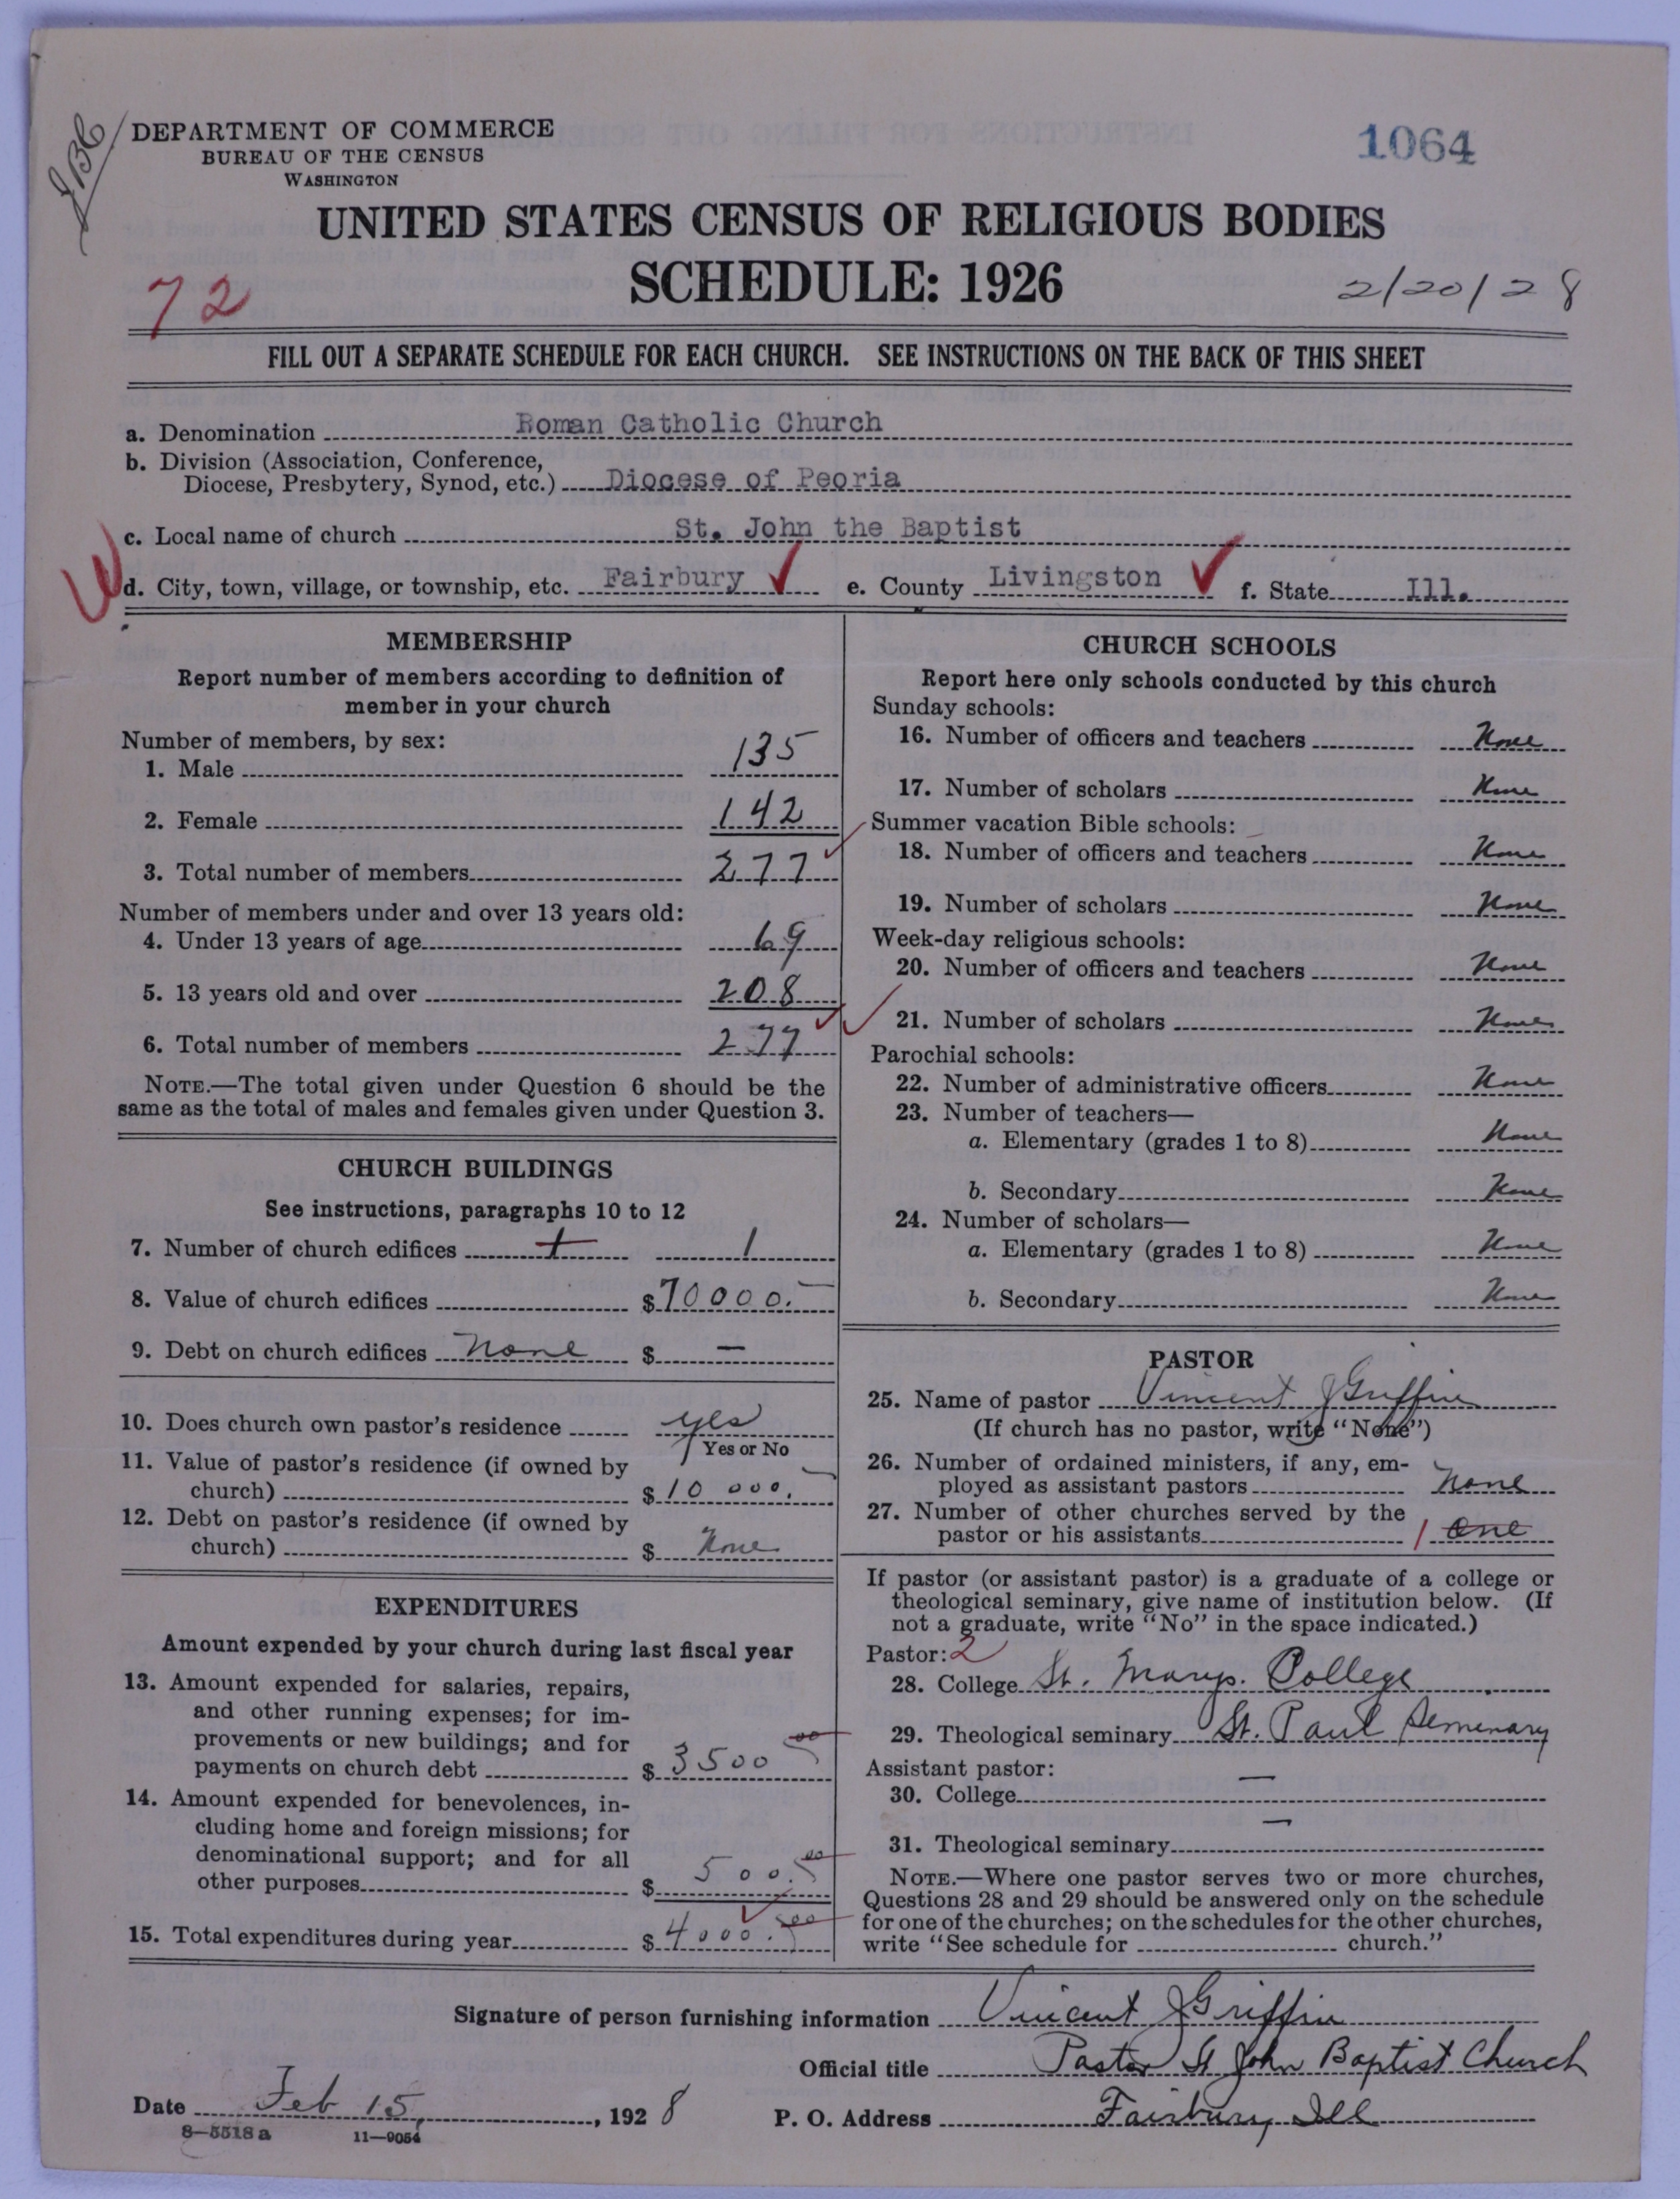 JBC
DEPARTMENT OF COMMERCE
BUREAU OF THE CENSUS
WASHINGTON
1064
UNITED STATES CENSUS OF RELIGIOUS BODIES
SCHEDULE: 1926
72
2/20/28
FILL OUT A SEPARATE SCHEDULE FOR EACH CHURCH. SEE INSTRUCTIONS ON THE BACK OF THIS SHEET
a. Denomination Roman Catholic Church
b. Division (Association, Conference,
Diocese, Presbytery, Synod, etc.) Diocese of Peoria
c. Local name of church St. John the Baptist
W
d. City, town, village, or township, etc. Fairbury ✓ e. County Livingston ✓ f. State Ill.
MEMBERSHIP
Report number of members according to definition of
member in your church
Number of members, by sex:
1. Male 135
2. Female 142
3. Total number of members 277
Number of members under and over 13 years old:
4. Under 13 years of age 69
5. 13 years old and over 208
6. Total number of members 277
NOTE.—The total given under Question 6 should be the
same as the total of males and females given under Question 3.
CHURCH BUILDINGS
See instructions, paragraphs 10 to 12
7. Number of church edifices 1 1
8. Value of church edifices $70000.
9. Debt on church edifices None $ —
10. Does church own pastor's residence yes
Yes or No
11. Value of pastor's residence (if owned by
church) $10 000.
12. Debt on pastor's residence (if owned by
church) $ None
EXPENDITURES
Amount expended by your church during last fiscal year
13. Amount expended for salaries, repairs,
and other running expenses; for im-
provements or new buildings; and for
payments on church debt $ 3500 00
14. Amount expended for benevolences, in-
cluding home and foreign missions; for
denominational support; and for all
other purposes $ 500. 00
15. Total expenditures during year $ 4000. 00
CHURCH SCHOOLS
Report here only schools conducted by this church
Sunday schools:
16. Number of officers and teachers None
17. Number of scholars None
Summer vacation Bible schools:
18. Number of officers and teachers None
19. Number of scholars None
Week-day religious schools:
20. Number of officers and teachers None
21. Number of scholars None
Parochial schools:
22. Number of administrative officers None
23. Number of teachers—
a. Elementary (grades 1 to 8) None
b. Secondary None
24. Number of scholars—
a. Elementary (grades 1 to 8) None
b. Secondary None
PASTOR
25. Name of pastor Vincent J Griffin
(If church has no pastor, write "None")
26. Number of ordained ministers, if any, em-
ployed as assistant pastors None
27. Number of other churches served by the
pastor or his assistants 1 One
If pastor (or assistant pastor) is a graduate of a college or
theological seminary, give name of institution below. (If
not a graduate, write "No" in the space indicated.)
Pastor: 2
28. College St. Marys. College
29. Theological seminary St. Paul Semenary
Assistant pastor:
30. College —
31. Theological seminary —
NOTE.—Where one pastor serves two or more churches,
Questions 28 and 29 should be answered only on the schedule
for one of the churches; on the schedules for the other churches,
write "See schedule for church."
Signature of person furnishing information Vincent J Griffin
Official title Pastor St John Baptist Church
Date Feb 15, 1928 P. O. Address Fairbury Ill
8—5518 a 11—9054